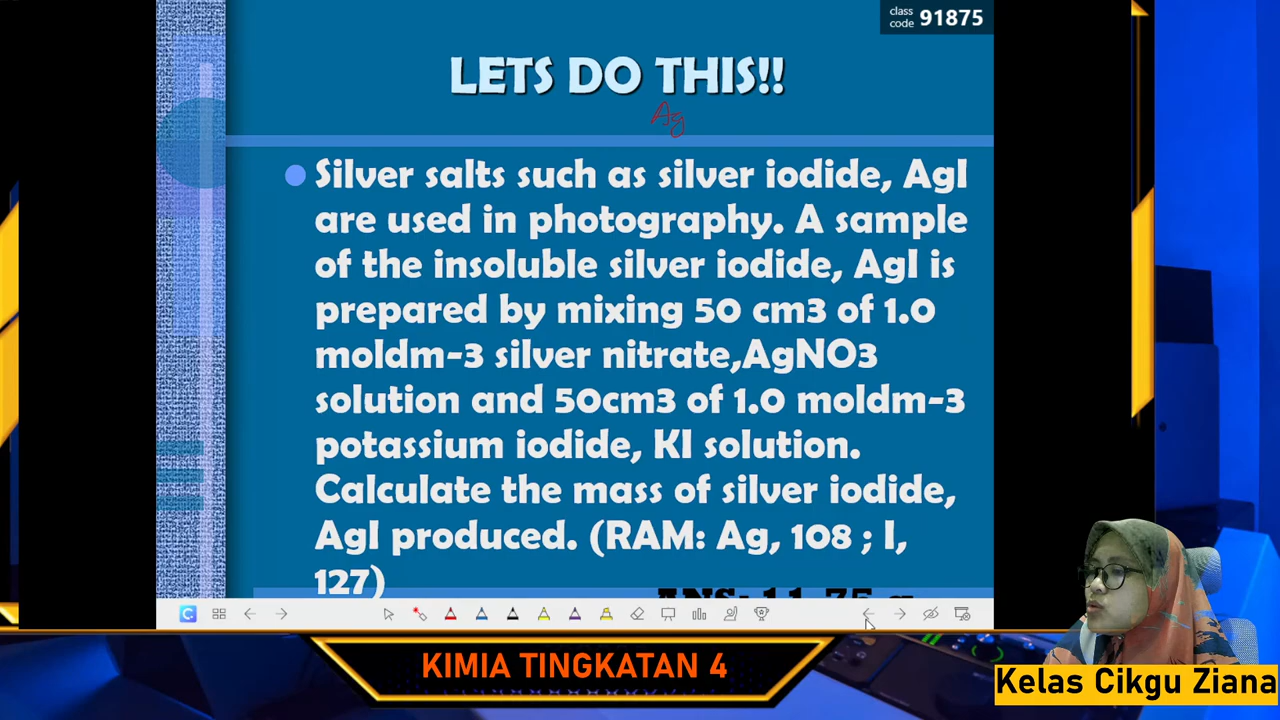 class
code 91875
LETS DO THIS!!
Ag
Silver salts such as silver iodide, AgI
are used in photography. A sample
of the insoluble silver iodide, AgI is
prepared by mixing 50 cm3 of 1.0
moldm-3 silver nitrate,AgNO3
solution and 50cm3 of 1.0 moldm-3
potassium iodide, KI solution.
Calculate the mass of silver iodide,
AgI produced. (RAM: Ag, 108 ; I,
127)
ANS: 11.75 g
KIMIA TINGKATAN 4
Kelas Cikgu Ziana